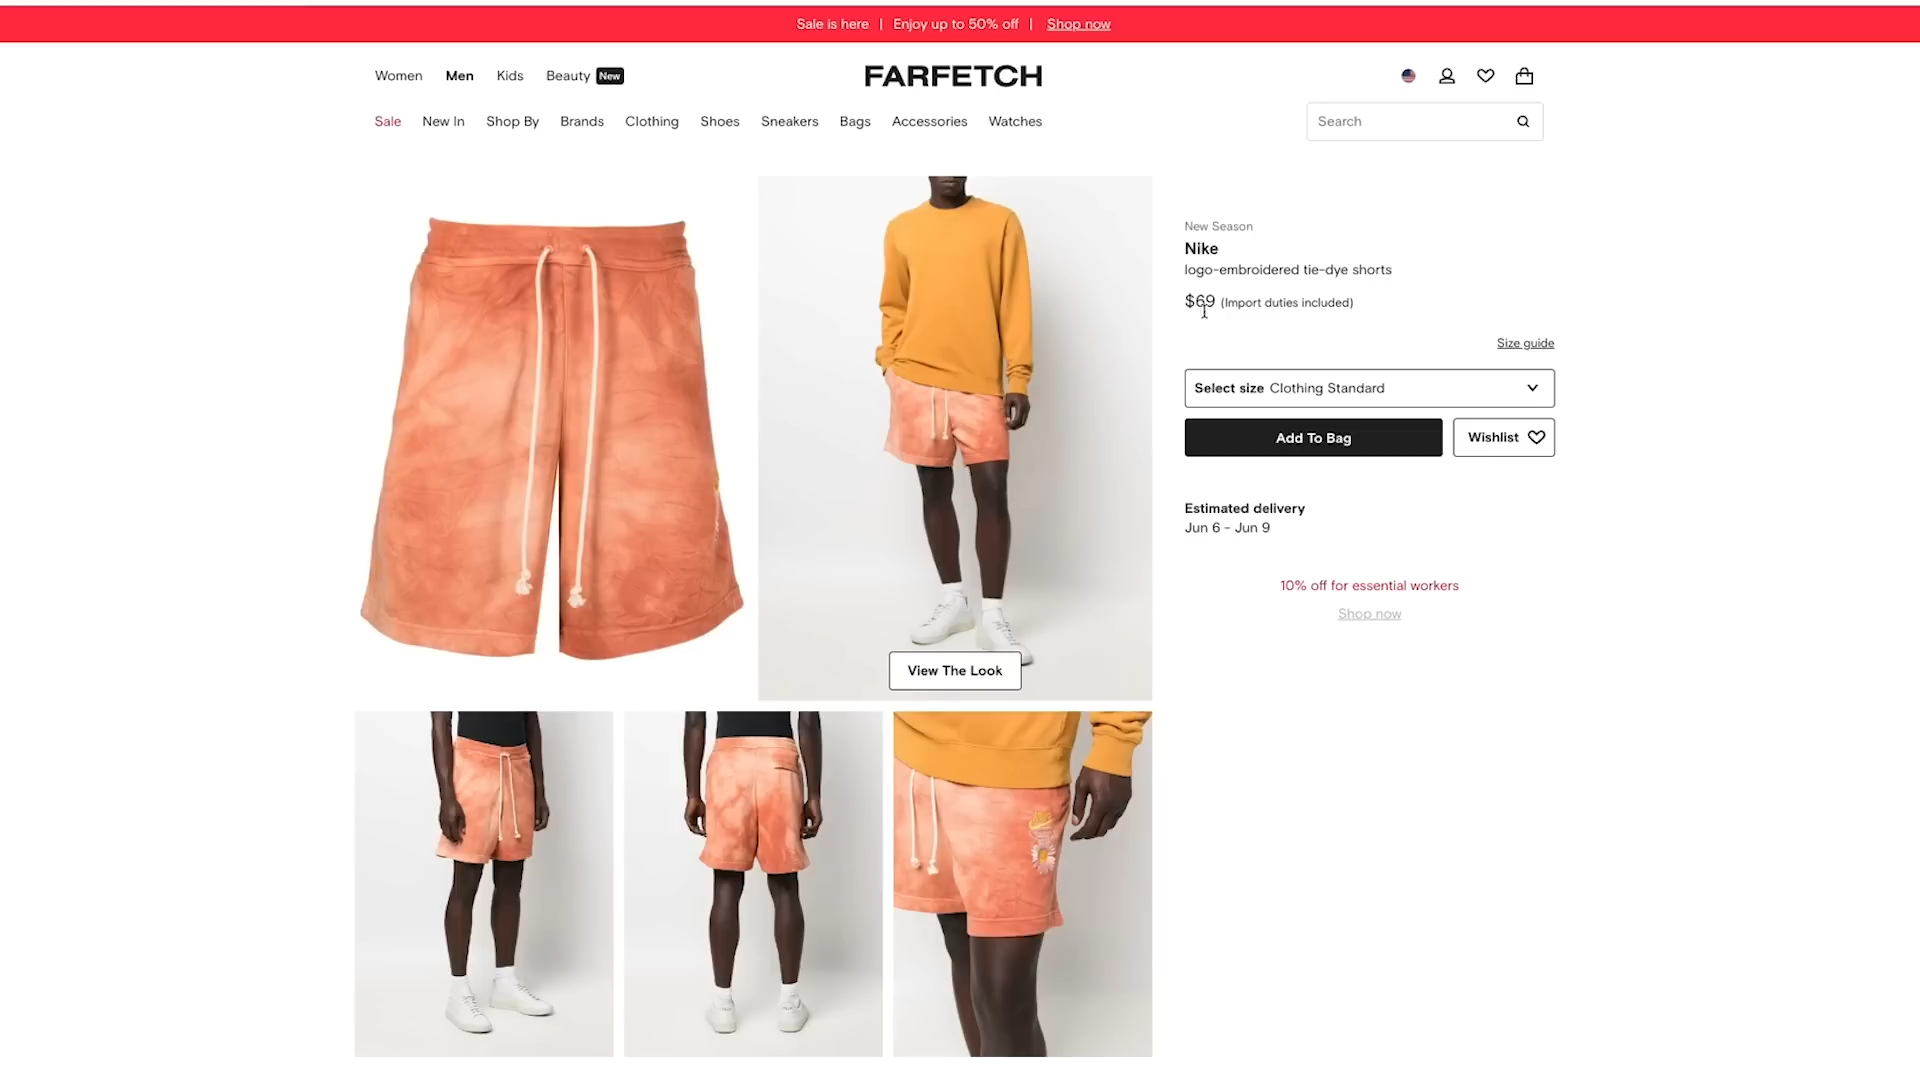 Sale is here | Enjoy up to 50% off | Shop now
Women Men Kids Beauty New
FARFETCH
Sale New In Shop By Brands Clothing Shoes Sneakers Bags Accessories Watches
Search
New Season
Nike
logo-embroidered tie-dye shorts
$69 (Import duties included)
Size guide
Select size Clothing Standard
Add To Bag
Wishlist
Estimated delivery
Jun 6 - Jun 9
10% off for essential workers
Shop now
View The Look